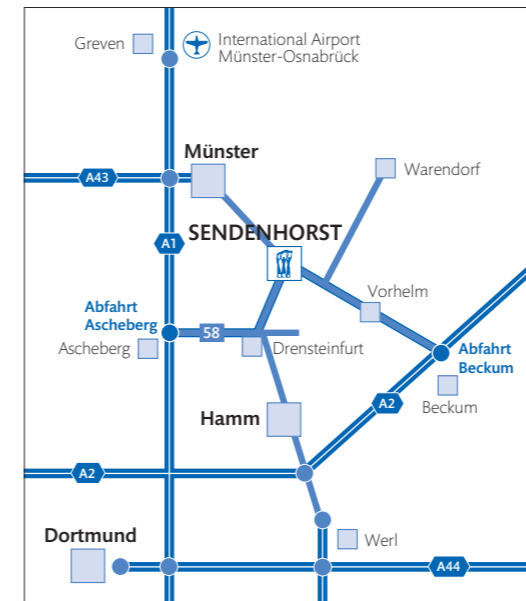 Greven
International Airport
Münster-Osnabrück
Münster
A43
Warendorf
SENDENHORST
A1
Vorhelm
Abfahrt
Ascheberg
58
Ascheberg
Drensteinfurt
Abfahrt
Beckum
Beckum
A2
Hamm
A2
Dortmund
Werl
A44